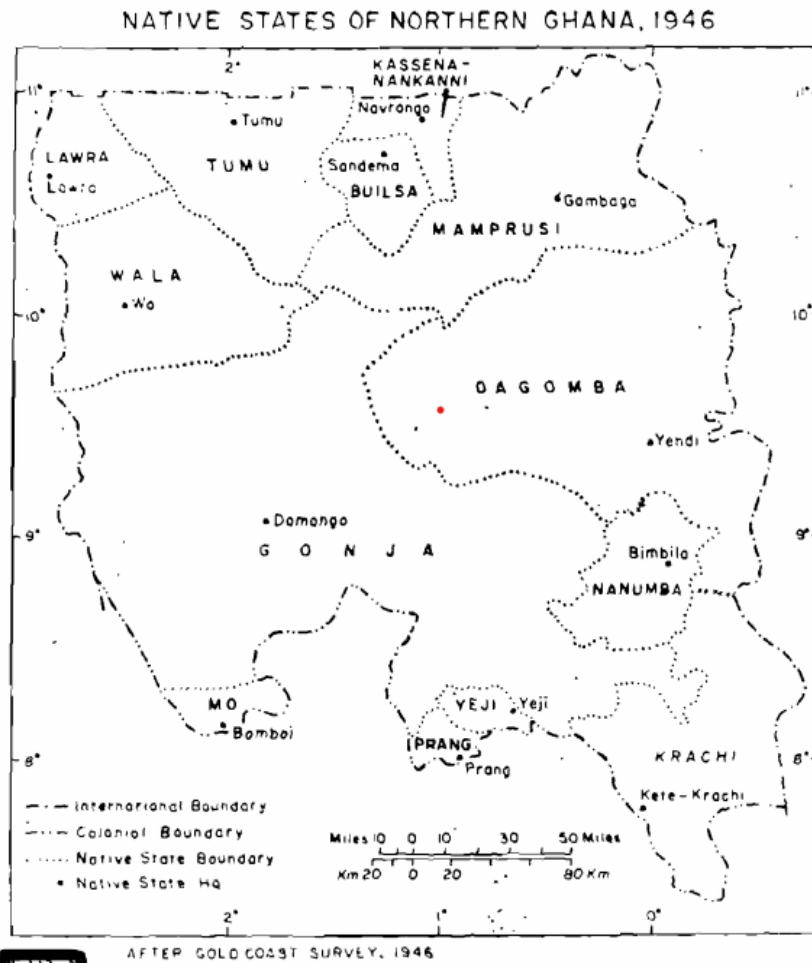 NATIVE STATES OF NORTHERN GHANA, 1946
2°
1°
KASSENA-
NANKANNI
11°
11°
Navrongo
Tumu
LAWRA
Lawra
TUMU
Sandema
BUILSA
Gambaga
MAMPRUSI
WALA
Wa
10°
10°
DAGOMBA
Yendi
Damongo
9°
9°
GONJA
Bimbila
NANUMBA
MO
Bamboi
YEJI
Yeji
PRANG
Prang
KRACHI
8°
8°
Kete-Krachi
International Boundary
Colonial Boundary
Native State Boundary
Native State Hq
Miles 10 0 10 30 50 Miles
Km 20 0 20 80 Km
2°
1°
0°
AFTER GOLD COAST SURVEY, 1946